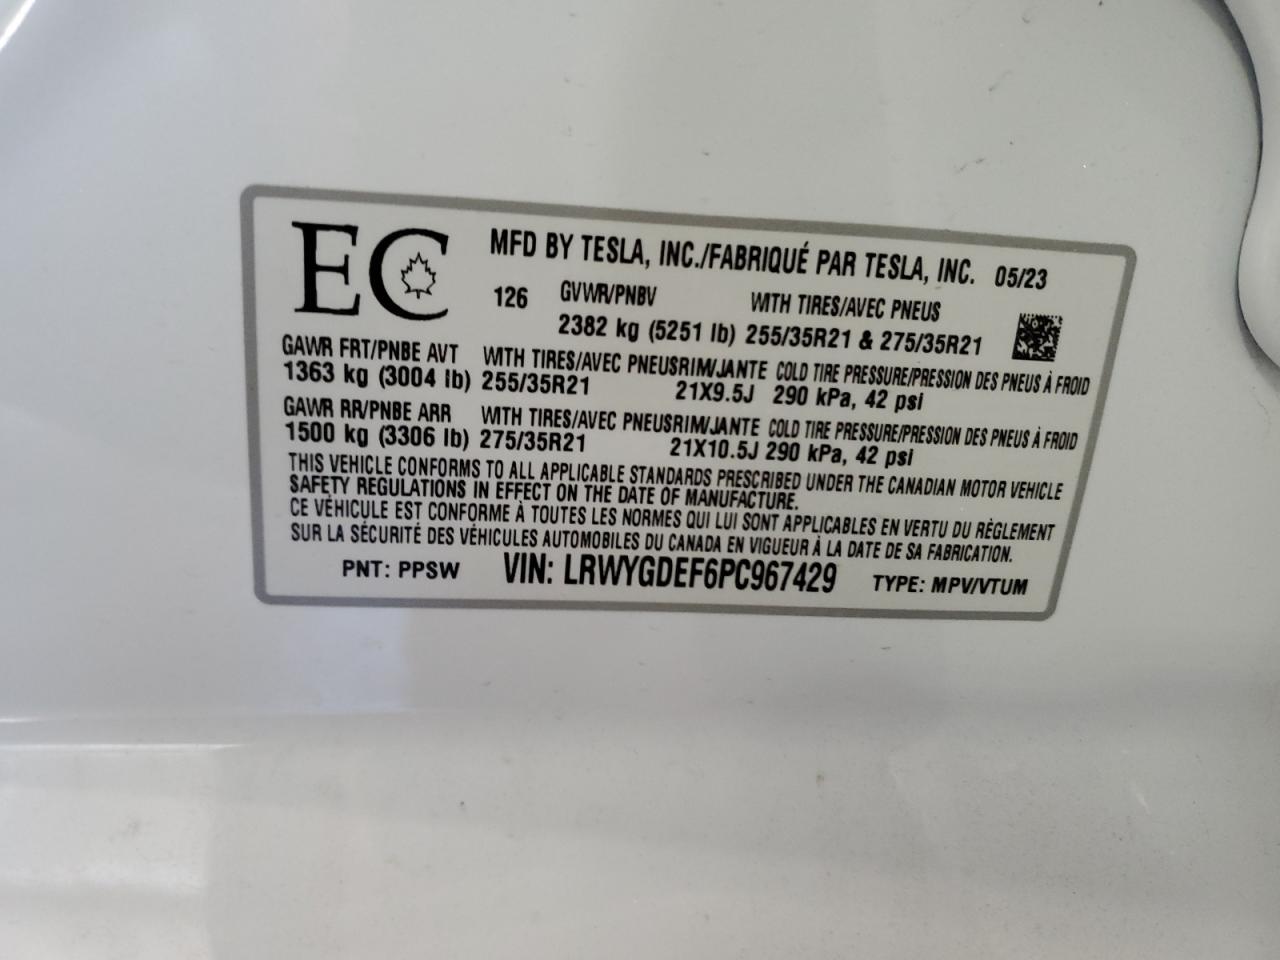 EC MFD BY TESLA, INC./FABRIQUÉ PAR TESLA, INC. 05/23
126 GVWR/PNBV WITH TIRES/AVEC PNEUS
2382 kg (5251 lb) 255/35R21 & 275/35R21
GAWR FRT/PNBE AVT WITH TIRES/AVEC PNEUS RIM/JANTE COLD TIRE PRESSURE/PRESSION DES PNEUS À FROID
1363 kg (3004 lb) 255/35R21 21X9.5J 290 kPa, 42 psi
GAWR RR/PNBE ARR WITH TIRES/AVEC PNEUS RIM/JANTE COLD TIRE PRESSURE/PRESSION DES PNEUS À FROID
1500 kg (3306 lb) 275/35R21 21X10.5J 290 kPa, 42 psi
THIS VEHICLE CONFORMS TO ALL APPLICABLE STANDARDS PRESCRIBED UNDER THE CANADIAN MOTOR VEHICLE
SAFETY REGULATIONS IN EFFECT ON THE DATE OF MANUFACTURE.
CE VÉHICULE EST CONFORME À TOUTES LES NORMES QUI LUI SONT APPLICABLES EN VERTU DU RÈGLEMENT
SUR LA SÉCURITÉ DES VÉHICULES AUTOMOBILES DU CANADA EN VIGUEUR À LA DATE DE SA FABRICATION.
PNT: PPSW VIN: LRWYGDEF6PC967429 TYPE: MPV/VTUM